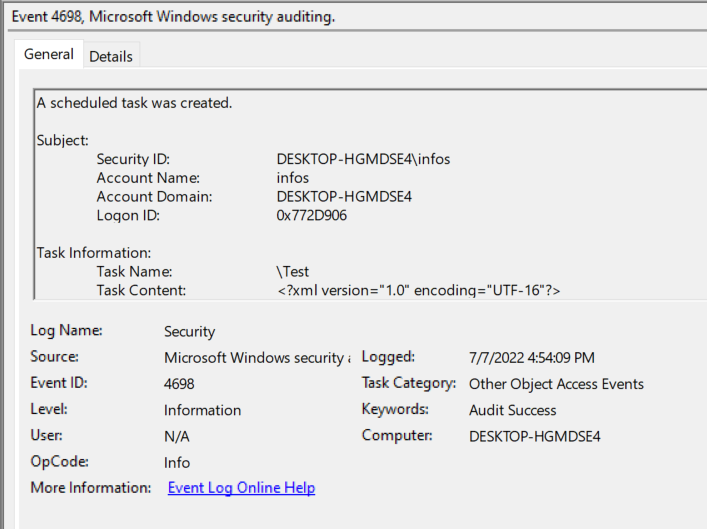 Event 4698, Microsoft Windows security auditing.
General Details
A scheduled task was created.
Subject:
Security ID: DESKTOP-HGMDSE4\infos
Account Name: infos
Account Domain: DESKTOP-HGMDSE4
Logon ID: 0x772D906
Task Information:
Task Name: \Test
Task Content: <?xml version="1.0" encoding="UTF-16"?>
Log Name: Security
Source: Microsoft Windows security a Logged: 7/7/2022 4:54:09 PM
Event ID: 4698 Task Category: Other Object Access Events
Level: Information Keywords: Audit Success
User: N/A Computer: DESKTOP-HGMDSE4
OpCode: Info
More Information: Event Log Online Help